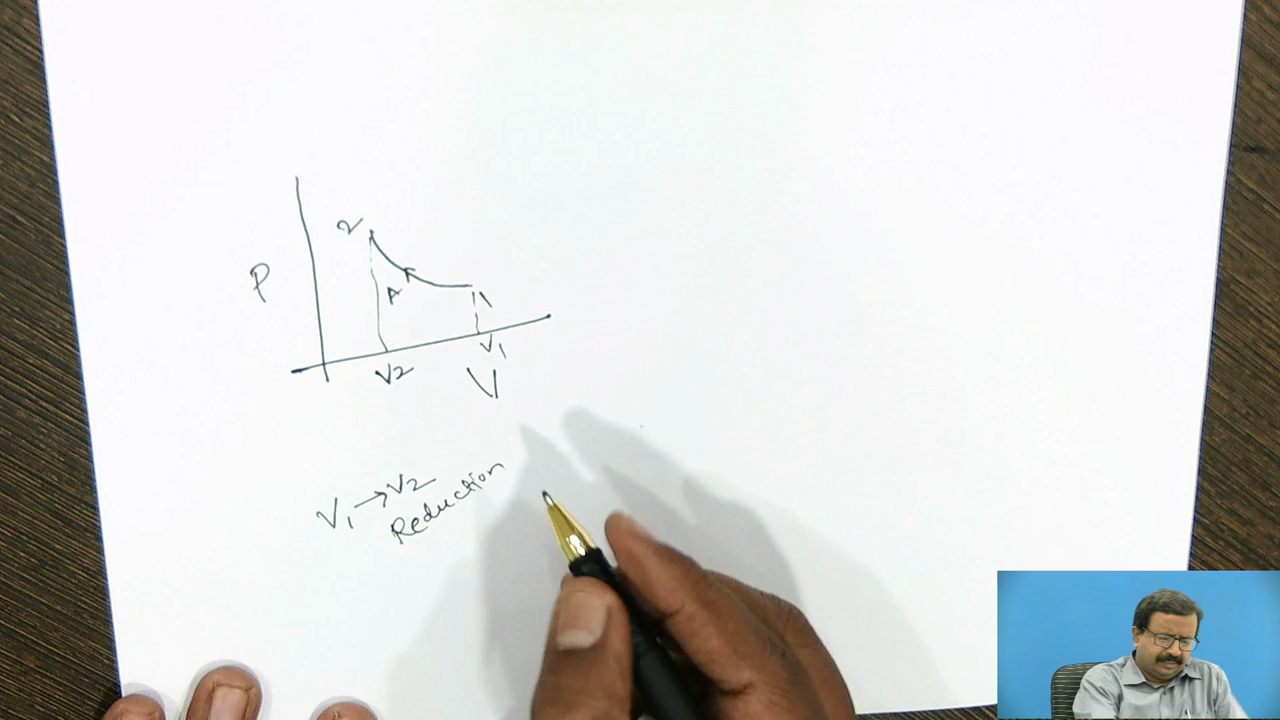 2
P
A
1
V1
V2
V
V1 → V2
Reduction